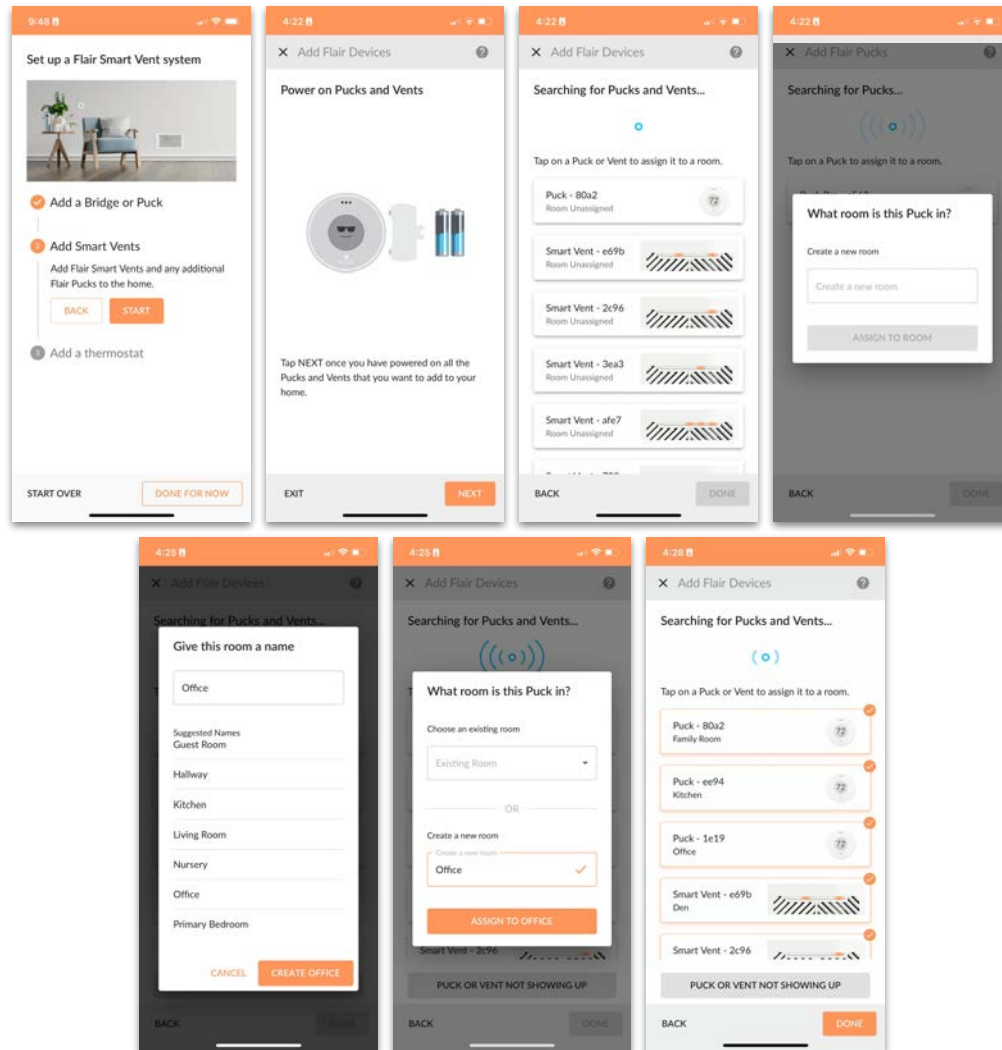 9:48
Set up a Flair Smart Vent system
Add a Bridge or Puck
2
Add Smart Vents
Add Flair Smart Vents and any additional
Flair Pucks to the home.
BACK
START
3
Add a thermostat
START OVER
DONE FOR NOW
4:22
Add Flair Devices
Power on Pucks and Vents
Tap NEXT once you have powered on all the
Pucks and Vents that you want to add to your
home.
EXIT
NEXT
4:22
Add Flair Devices
Searching for Pucks and Vents...
Tap on a Puck or Vent to assign it to a room.
Puck - 80a2
Room Unassigned
72
Smart Vent - e69b
Room Unassigned
Smart Vent - 2c96
Room Unassigned
Smart Vent - 3ea3
Room Unassigned
Smart Vent - afe7
Room Unassigned
BACK
DONE
4:22
Add Flair Pucks
Searching for Pucks...
Tap on a Puck to assign it to a room.
What room is this Puck in?
Create a new room
Create a new room
ASSIGN TO ROOM
BACK
DONE
4:25
Add Flair Devices
Searching for Pucks and Vents...
Give this room a name
Office
Suggested Names
Guest Room
Hallway
Kitchen
Living Room
Nursery
Office
Primary Bedroom
CANCEL
CREATE OFFICE
BACK
4:25
Add Flair Devices
Searching for Pucks and Vents...
What room is this Puck in?
Choose an existing room
Existing Room
OR
Create a new room
Create a new room
Office
ASSIGN TO OFFICE
Smart Vent - 2c96
PUCK OR VENT NOT SHOWING UP
BACK
DONE
4:28
Add Flair Devices
Searching for Pucks and Vents...
Tap on a Puck or Vent to assign it to a room.
Puck - 80a2
Family Room
72
Puck - ee94
Kitchen
72
Puck - 1e19
Office
72
Smart Vent - e69b
Den
Smart Vent - 2c96
PUCK OR VENT NOT SHOWING UP
BACK
DONE